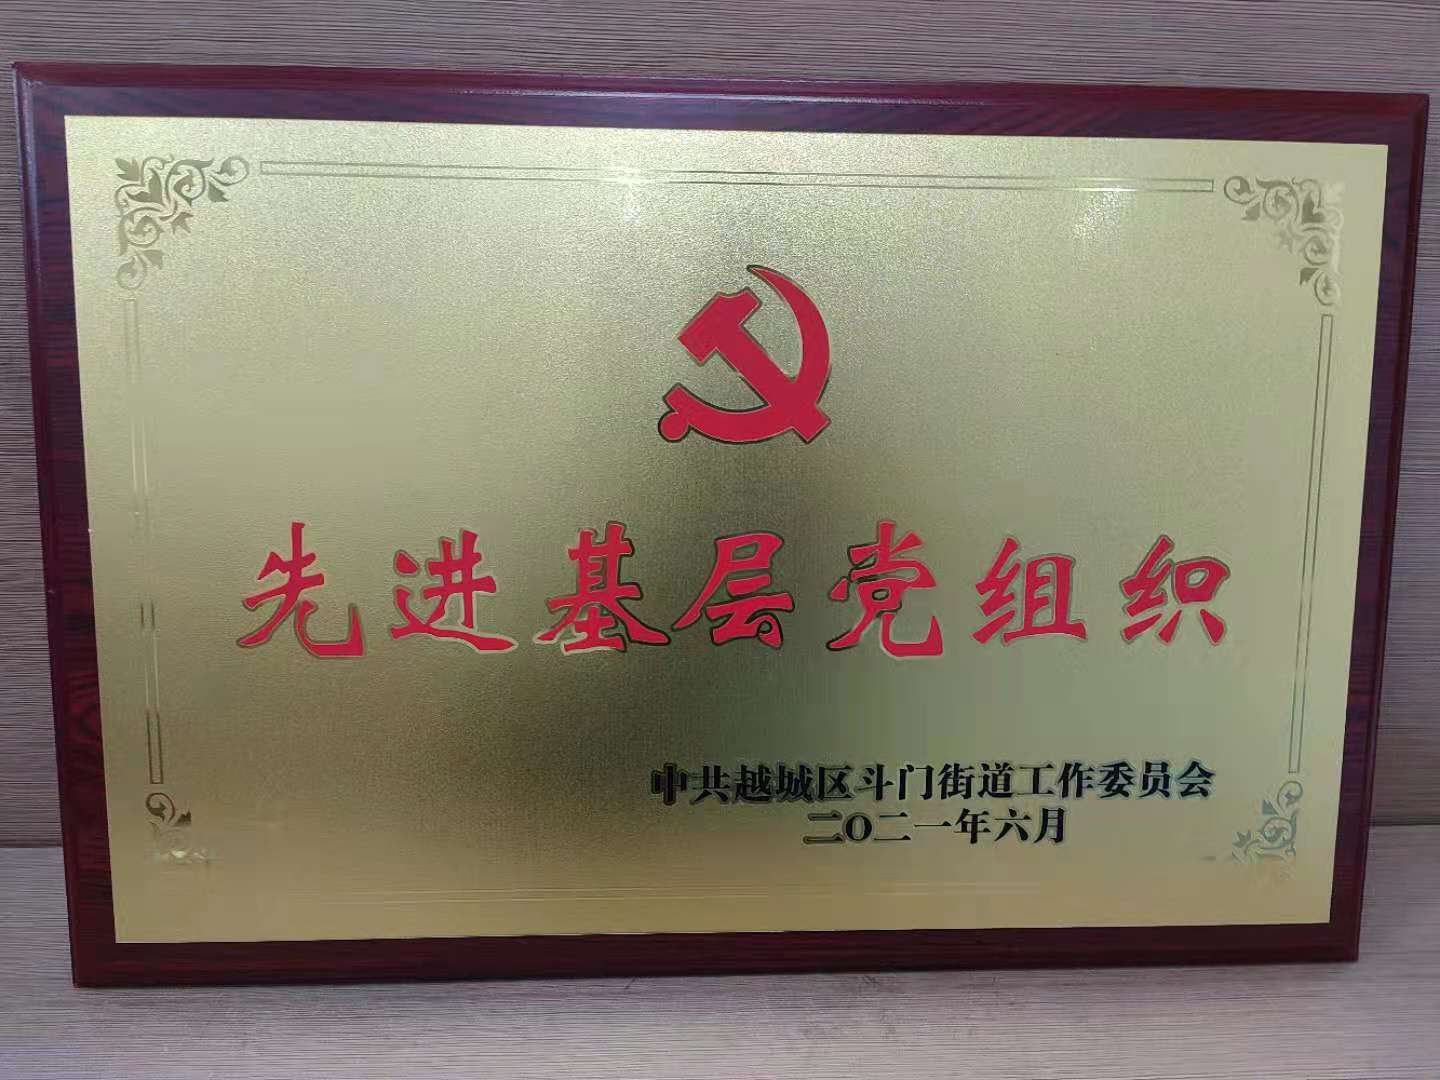 先进基层党组织
中共越城区斗门街道工作委员会
二〇二一年六月